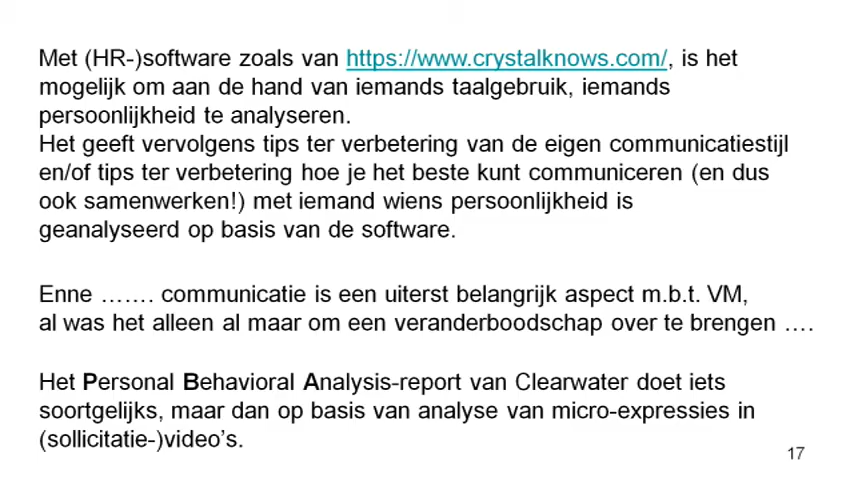 Met (HR-)software zoals van https://www.crystalknows.com/, is het
mogelijk om aan de hand van iemands taalgebruik, iemands
persoonlijkheid te analyseren.
Het geeft vervolgens tips ter verbetering van de eigen communicatiestijl
en/of tips ter verbetering hoe je het beste kunt communiceren (en dus
ook samenwerken!) met iemand wiens persoonlijkheid is
geanalyseerd op basis van de software.
Enne ……. communicatie is een uiterst belangrijk aspect m.b.t. VM,
al was het alleen al maar om een veranderboodschap over te brengen ….
Het Personal Behavioral Analysis-report van Clearwater doet iets
soortgelijks, maar dan op basis van analyse van micro-expressies in
(sollicitatie-)video’s.
17